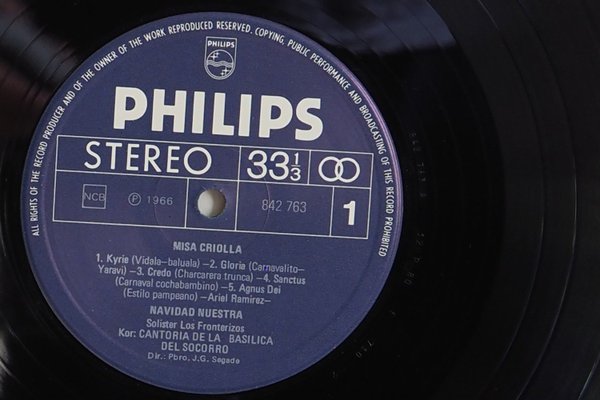 ALL RIGHTS OF THE RECORD PRODUCER AND OF THE OWNER OF THE WORK REPRODUCED RESERVED. COPYING, PUBLIC PERFORMANCE AND BROADCASTING OF THIS RECORD PROHIBITED
PHILIPS
PHILIPS
STEREO 33 1/3
NCB ℗ 1966 842 763 1
MISA CRIOLLA
1. Kyrie (Vidala-baluala) —2. Gloria (Carnavalito-
Yaravi) —3. Credo (Charcarera trunca) —4. Sanctus
(Carnaval cochabambino) —5. Agnus Dei
(Estilo pampeano) —Ariel Ramirez—
NAVIDAD NUESTRA
Solister Los Fronterizos
Kor: CANTORIA DE LA BASILICA
DEL SOCORRO
Dir.: Pbro. J.G. Segade